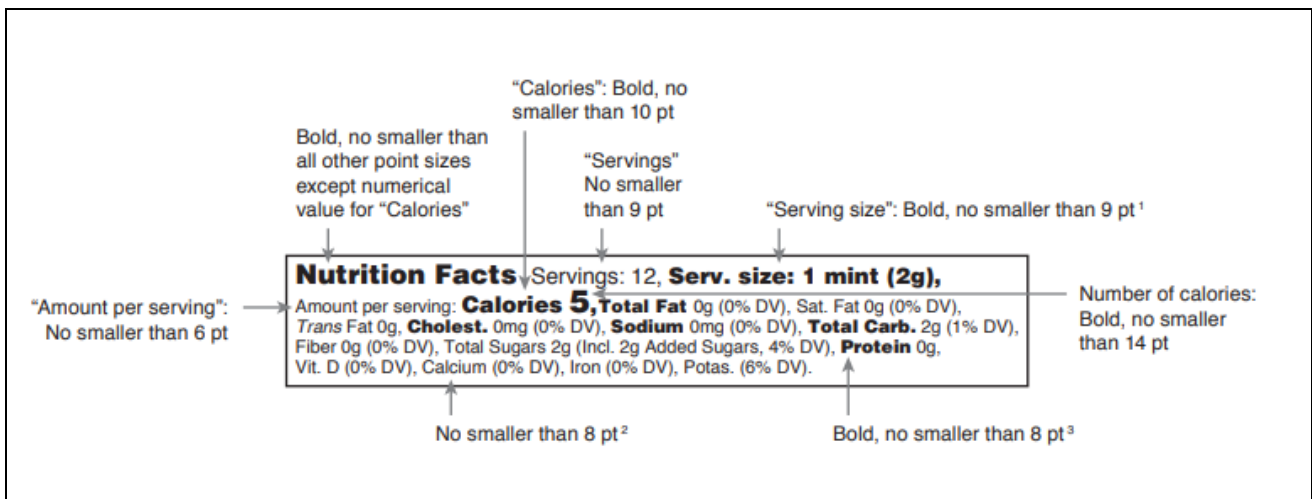 “Calories”: Bold, no
smaller than 10 pt
Bold, no smaller than
all other point sizes
except numerical
value for “Calories”
“Servings”
No smaller
than 9 pt
“Serving size”: Bold, no smaller than 9 pt¹
Nutrition Facts Servings: 12, Serv. size: 1 mint (2g),
Amount per serving: Calories 5, Total Fat 0g (0% DV), Sat. Fat 0g (0% DV),
Trans Fat 0g, Cholest. 0mg (0% DV), Sodium 0mg (0% DV), Total Carb. 2g (1% DV),
Fiber 0g (0% DV), Total Sugars 2g (Incl. 2g Added Sugars, 4% DV), Protein 0g,
Vit. D (0% DV), Calcium (0% DV), Iron (0% DV), Potas. (6% DV).
“Amount per serving”:
No smaller than 6 pt
Number of calories:
Bold, no smaller
than 14 pt
No smaller than 8 pt²
Bold, no smaller than 8 pt³